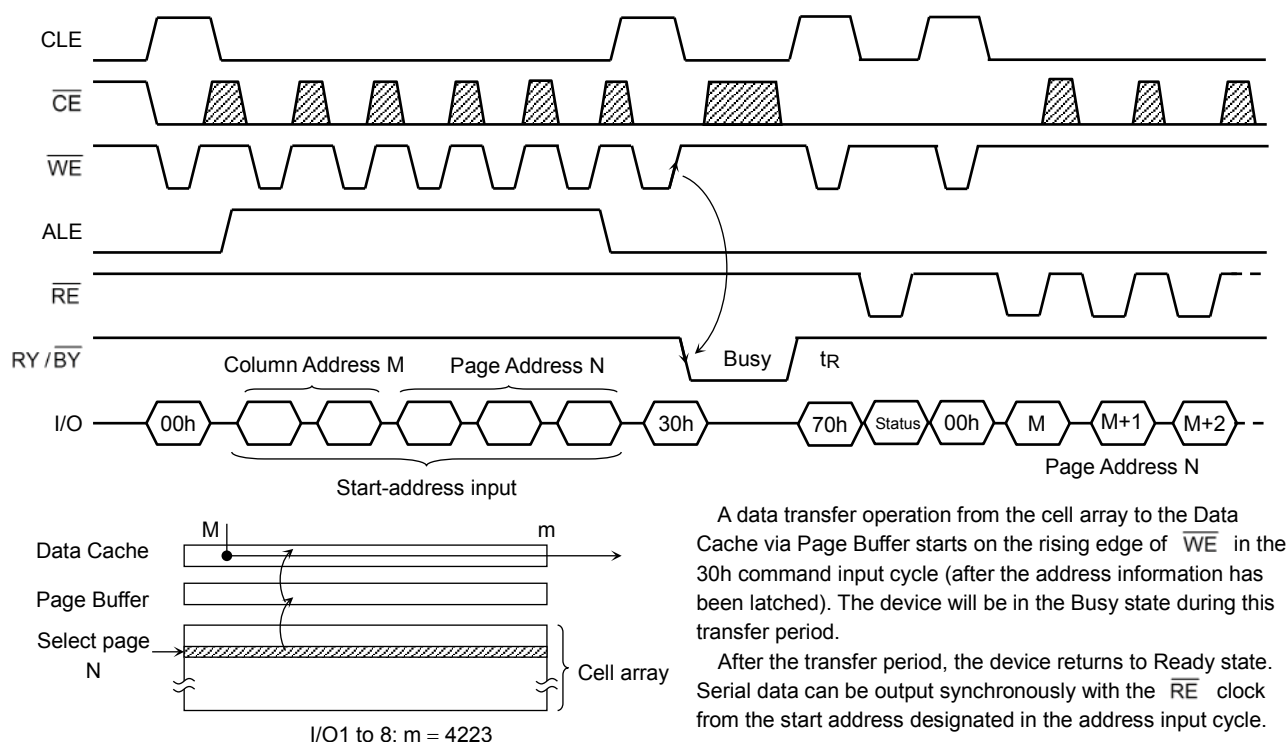 CLE
CE
WE
ALE
RE
RY / BY
Busy
tR
Column Address M
Page Address N
I/O
00h
30h
70h
Status
00h
M
M+1
M+2
Start-address input
Page Address N
M
m
Data Cache
Page Buffer
Select page
N
Cell array
I/O1 to 8: m = 4223
A data transfer operation from the cell array to the Data
Cache via Page Buffer starts on the rising edge of WE in the
30h command input cycle (after the address information has
been latched). The device will be in the Busy state during this
transfer period.
After the transfer period, the device returns to Ready state.
Serial data can be output synchronously with the RE clock
from the start address designated in the address input cycle.